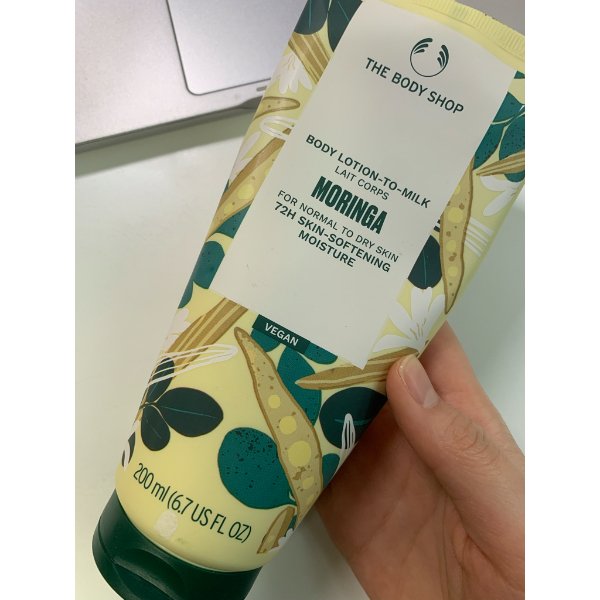 THE BODY SHOP
BODY LOTION-TO-MILK
LAIT CORPS
MORINGA
FOR NORMAL TO DRY SKIN
72H SKIN-SOFTENING
MOISTURE
VEGAN
200 ml (6.7 US FL OZ)